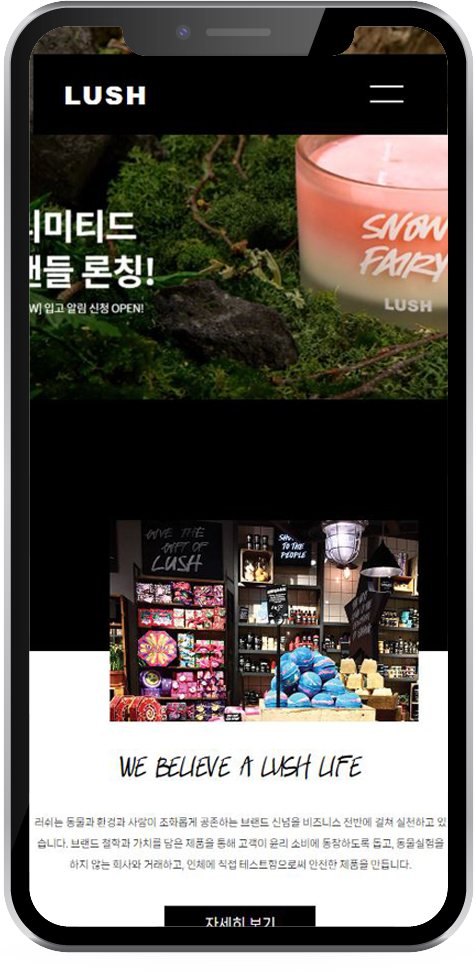 LUSH
리미티드
캔들 론칭!
W] 입고 알림 신청 OPEN!
SNOW
FAIRY
LUSH
GIVE THE
GIFT OF
LUSH
TO THE
PEOPLE
WE BELIEVE A LUSH LIFE
러쉬는 동물과 환경과 사람이 조화롭게 공존하는 브랜드 신념을 비즈니스 전반에 걸쳐 실천하고 있
습니다. 브랜드 철학과 가치를 담은 제품을 통해 고객이 윤리 소비에 동참하도록 돕고, 동물실험을
하지 않는 회사와 거래하고, 인체에 직접 테스트함으로써 안전한 제품을 만듭니다.
자세히 보기